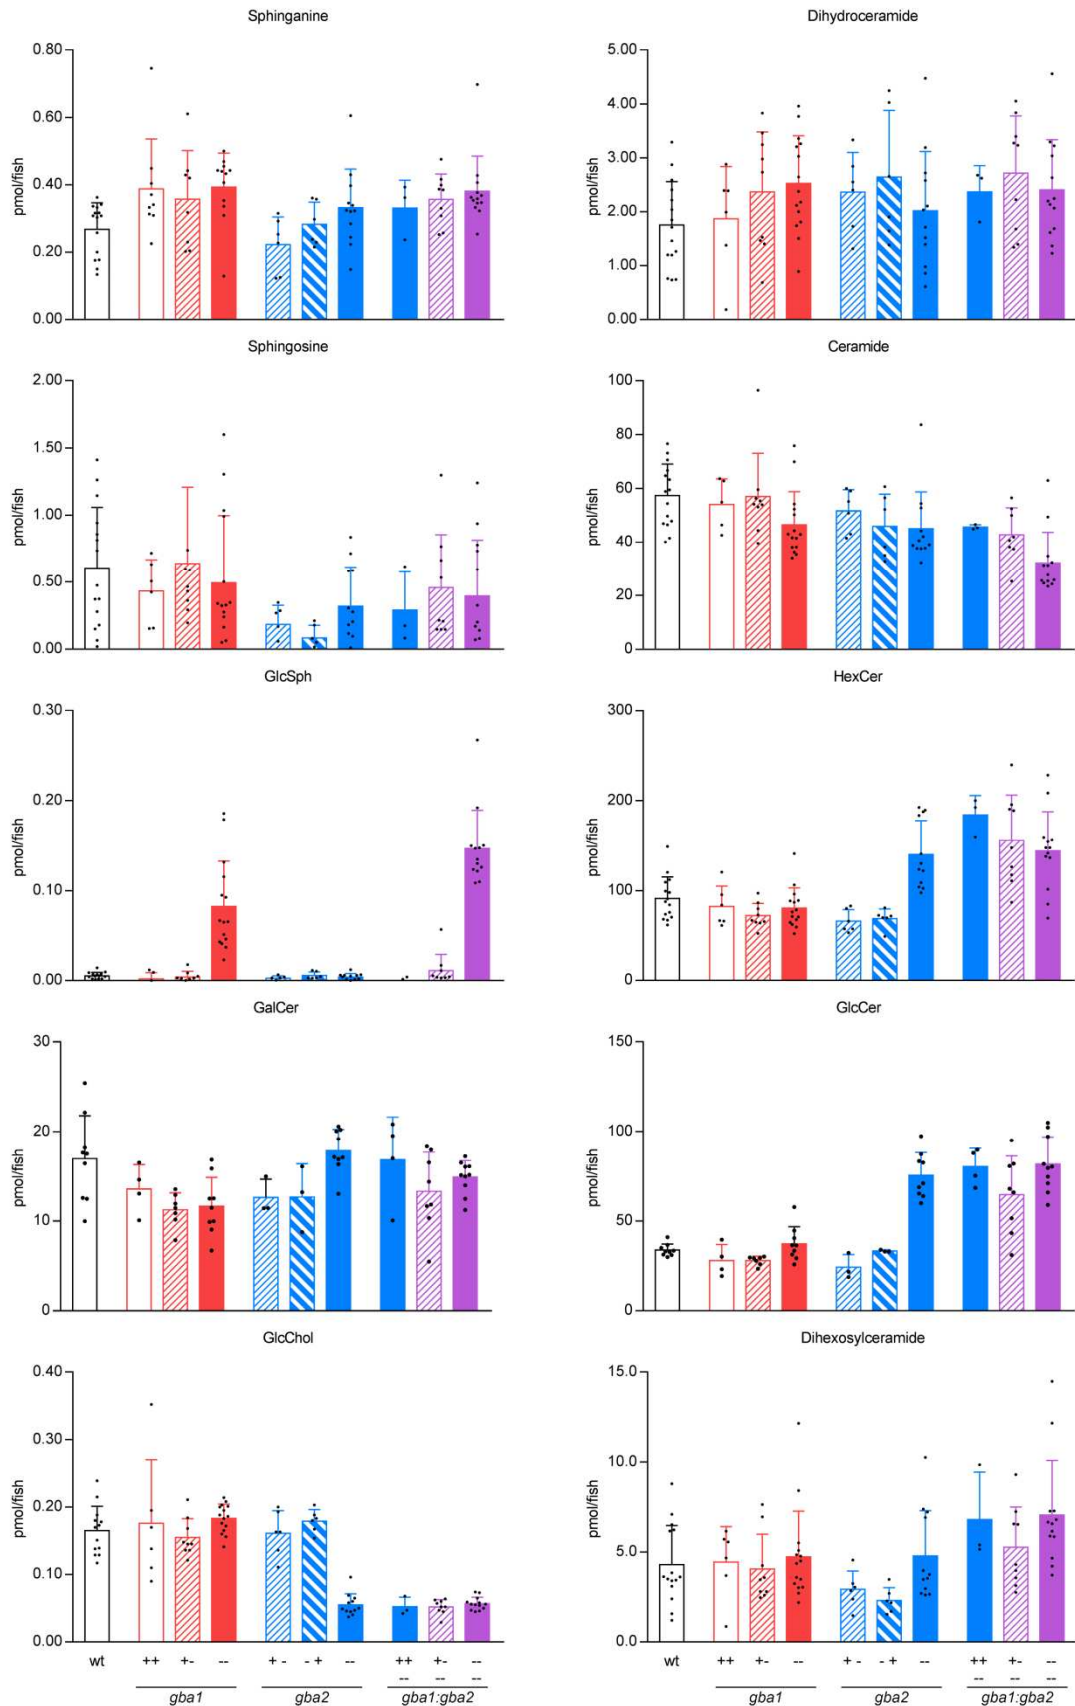 Sphinganine
Dihydroceramide
0.80
0.60
0.40
0.20
0.00
pmol/fish
5.00
4.00
3.00
2.00
1.00
0.00
pmol/fish
Sphingosine
Ceramide
2.00
1.50
1.00
0.50
0.00
pmol/fish
100
80
60
40
20
0
pmol/fish
GlcSph
HexCer
0.30
0.20
0.10
0.00
pmol/fish
300
200
100
0
pmol/fish
GalCer
GlcCer
30
20
10
0
pmol/fish
150
100
50
0
pmol/fish
GlcChol
Dihexosylceramide
0.40
0.30
0.20
0.10
0.00
pmol/fish
15.0
10.0
5.0
0.0
pmol/fish
wt ++ +- -- + - - + -- ++ +- --
-- -- --
gba1 gba2 gba1:gba2
wt ++ +- -- + - - + -- ++ +- --
-- -- --
gba1 gba2 gba1:gba2